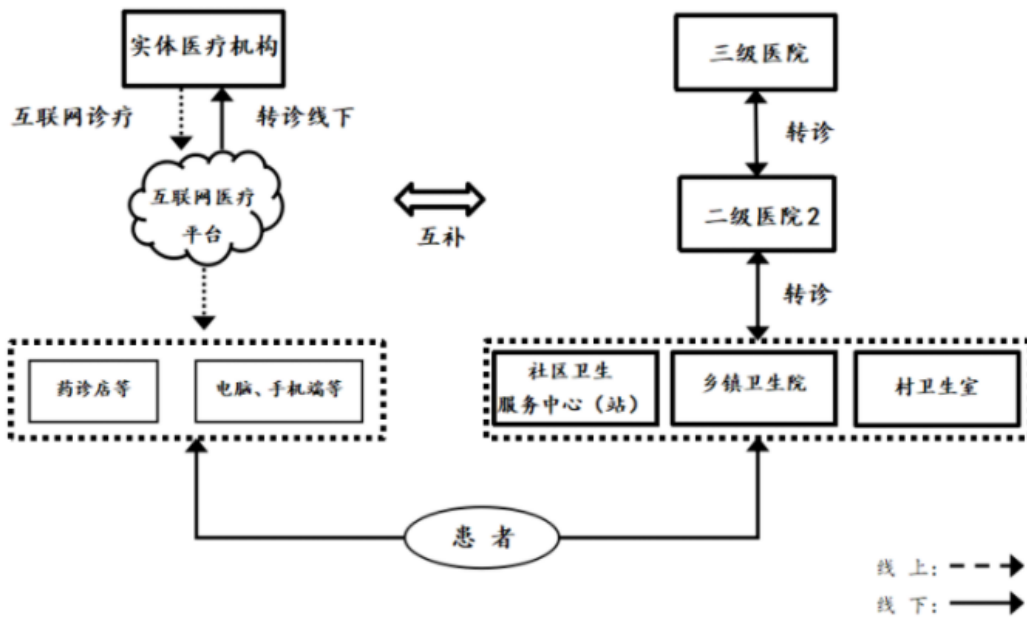 实体医疗机构
互联网诊疗
转诊线下
互联网医疗
平台
药诊店等
电脑、手机端等
互补
三级医院
转诊
二级医院2
转诊
社区卫生
服务中心（站）
乡镇卫生院
村卫生室
患 者
线 上：
线 下：